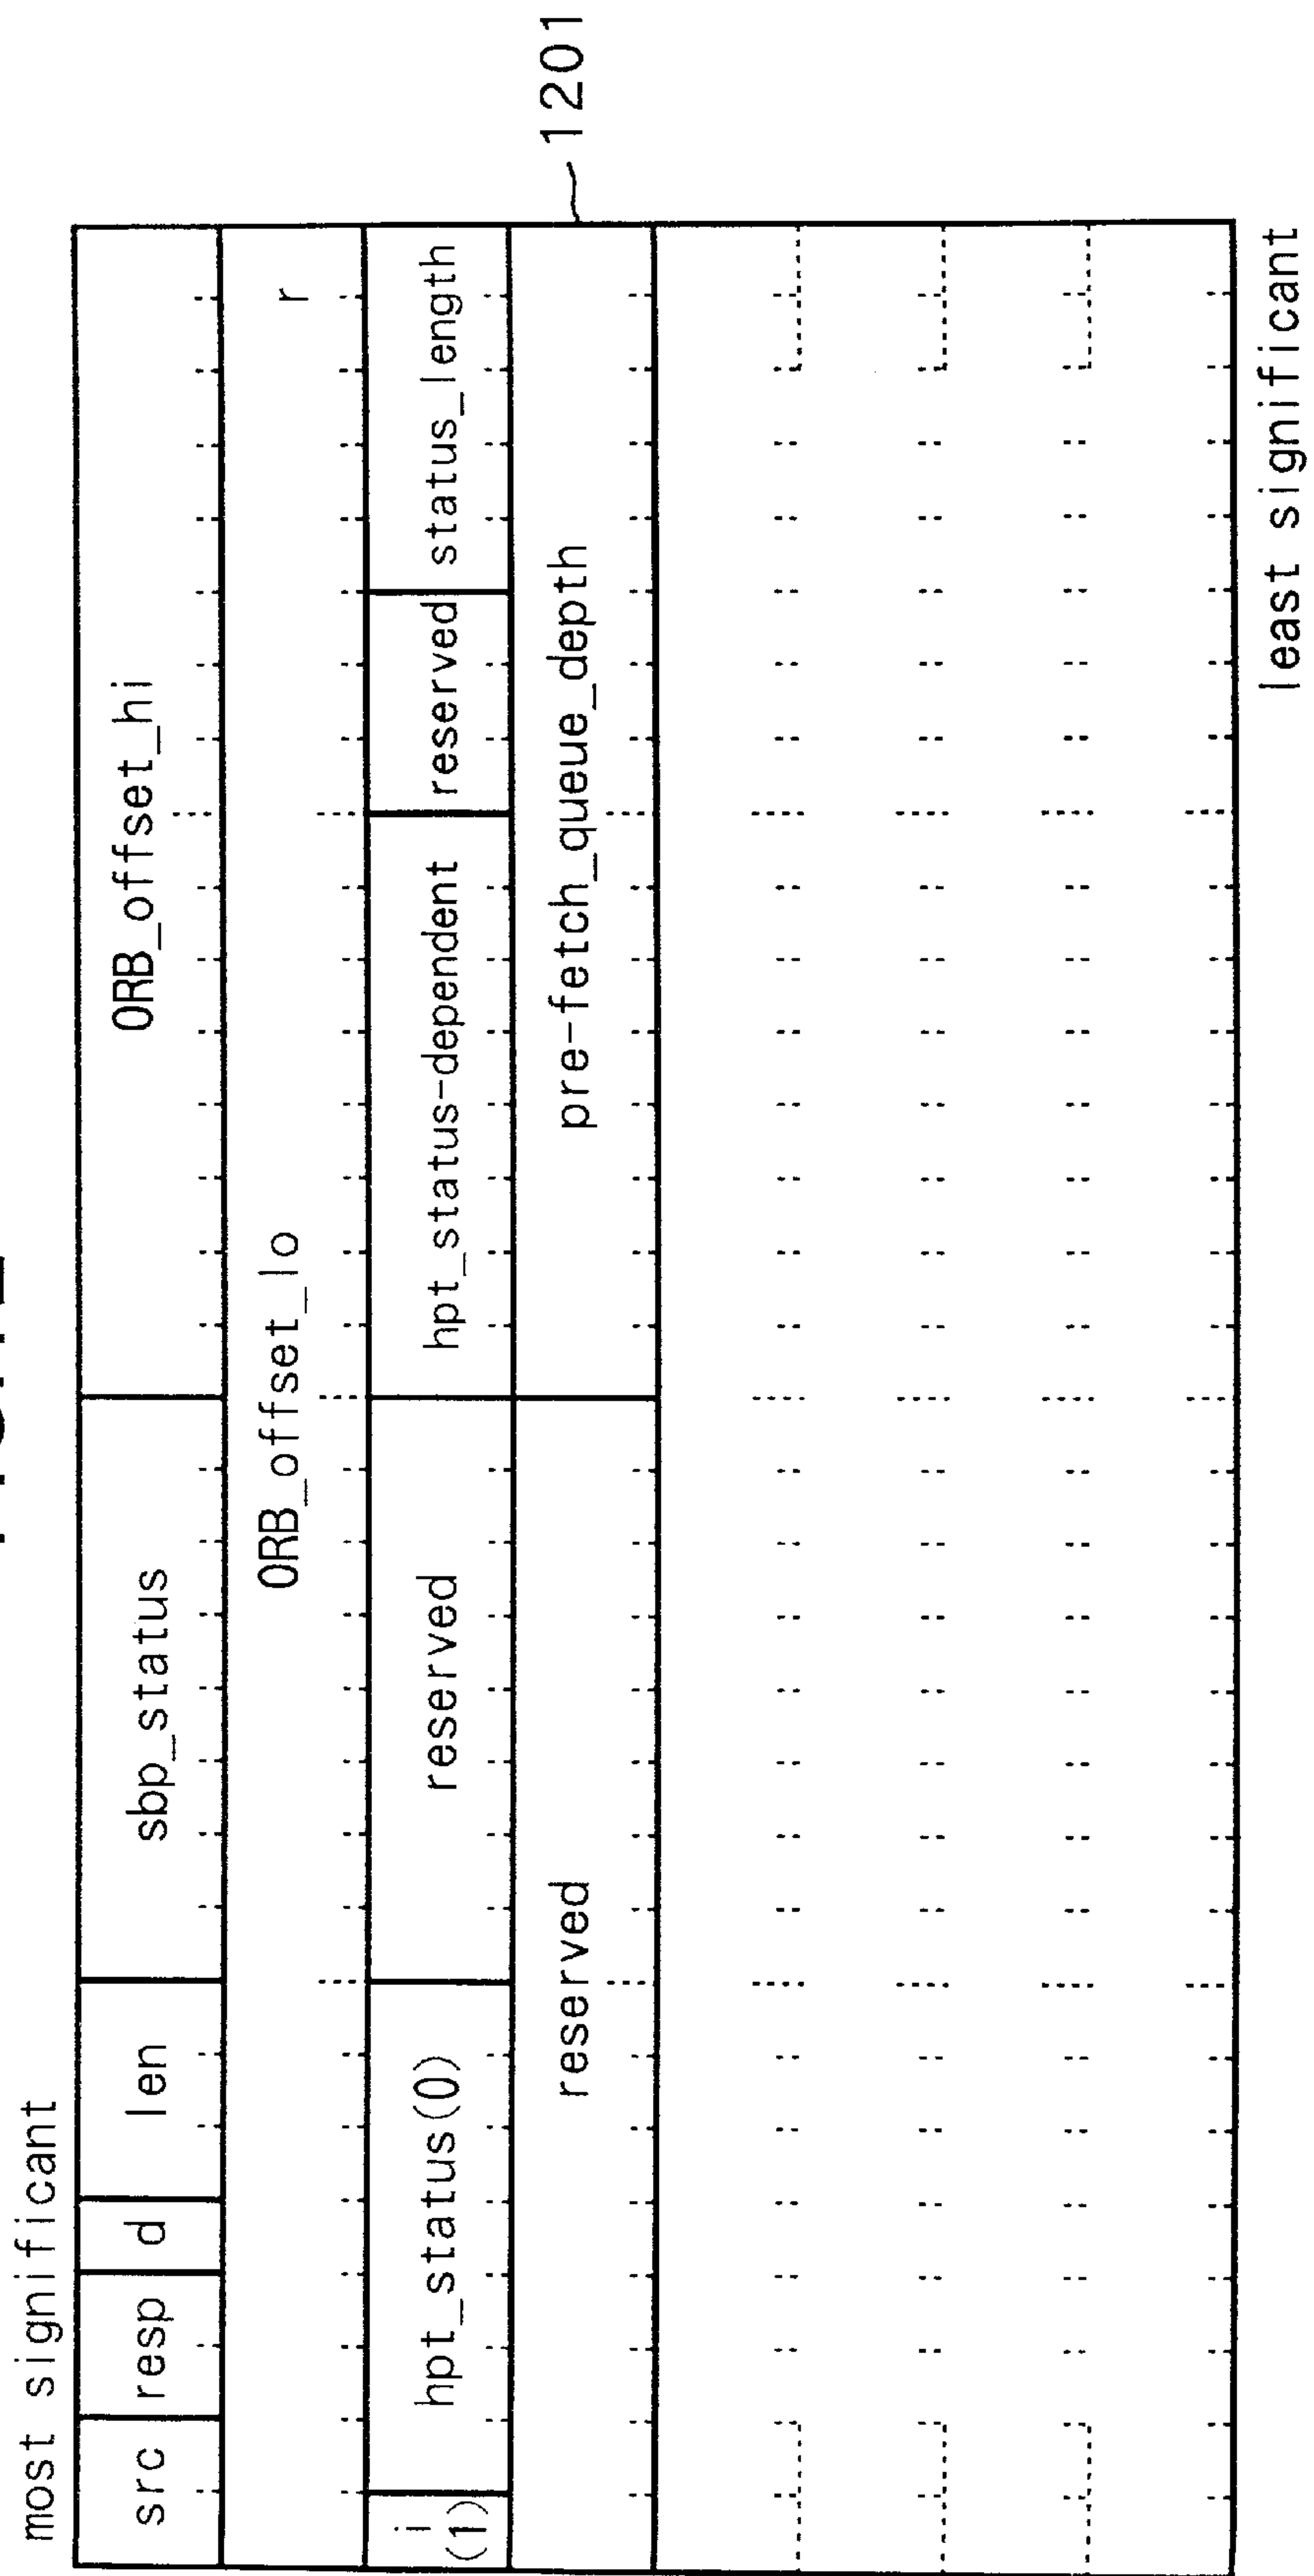 most significant
src resp d len sbp_status ORB_offset_hi
ORB_offset_lo r
i (1) hpt_status(0) reserved hpt_status-dependent reserved status_length
reserved pre-fetch_queue_depth 1201
least significant